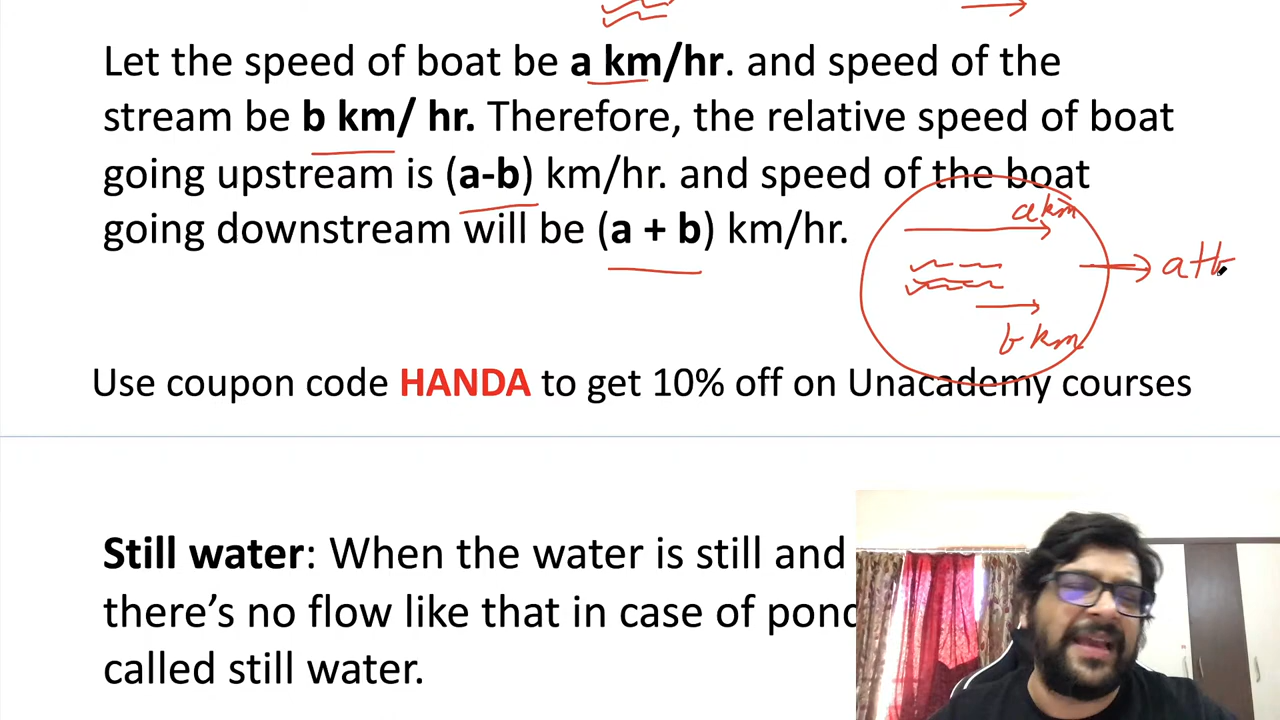 Let the speed of boat be a km/hr. and speed of the
stream be b km/ hr. Therefore, the relative speed of boat
going upstream is (a-b) km/hr. and speed of the boat
going downstream will be (a + b) km/hr.
a km
a+b
b km
Use coupon code HANDA to get 10% off on Unacademy courses
Still water: When the water is still and
there’s no flow like that in case of pond
called still water.